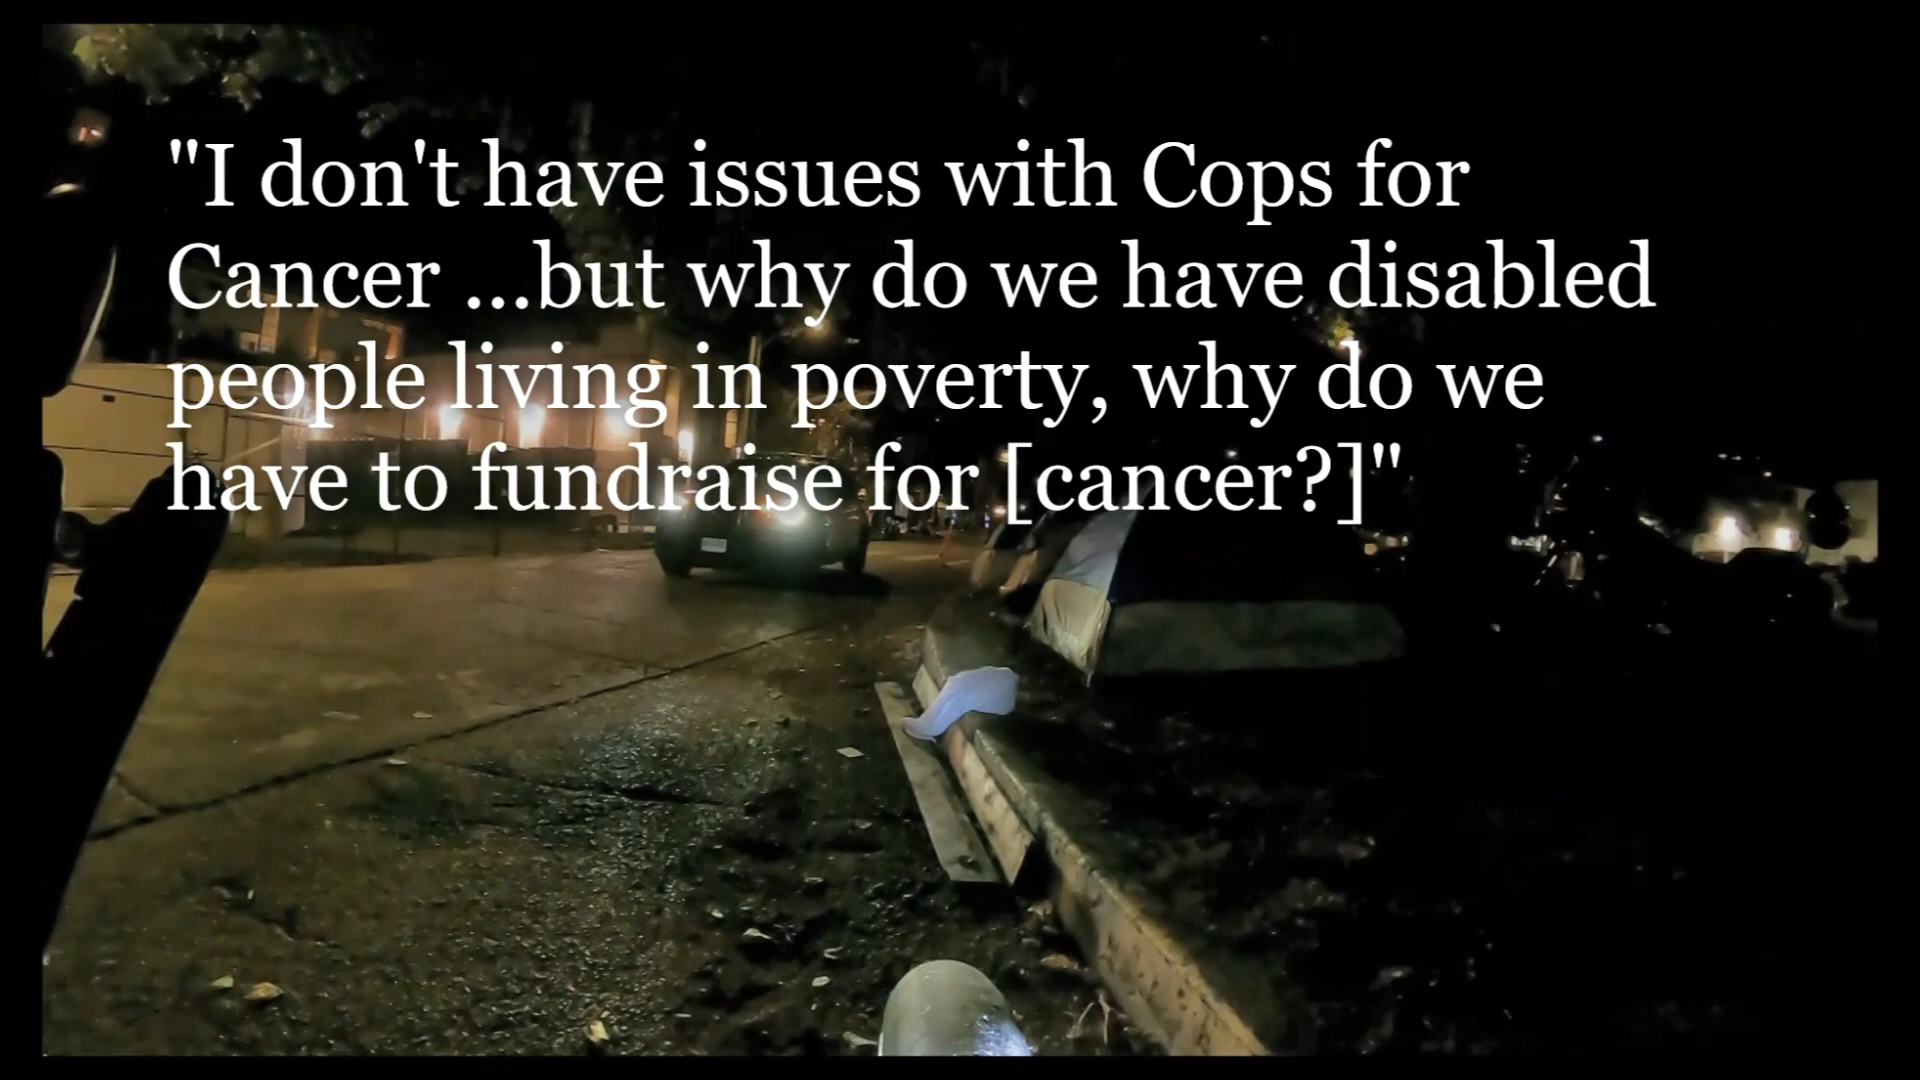 "I don't have issues with Cops for
Cancer ...but why do we have disabled
people living in poverty, why do we
have to fundraise for [cancer?]"